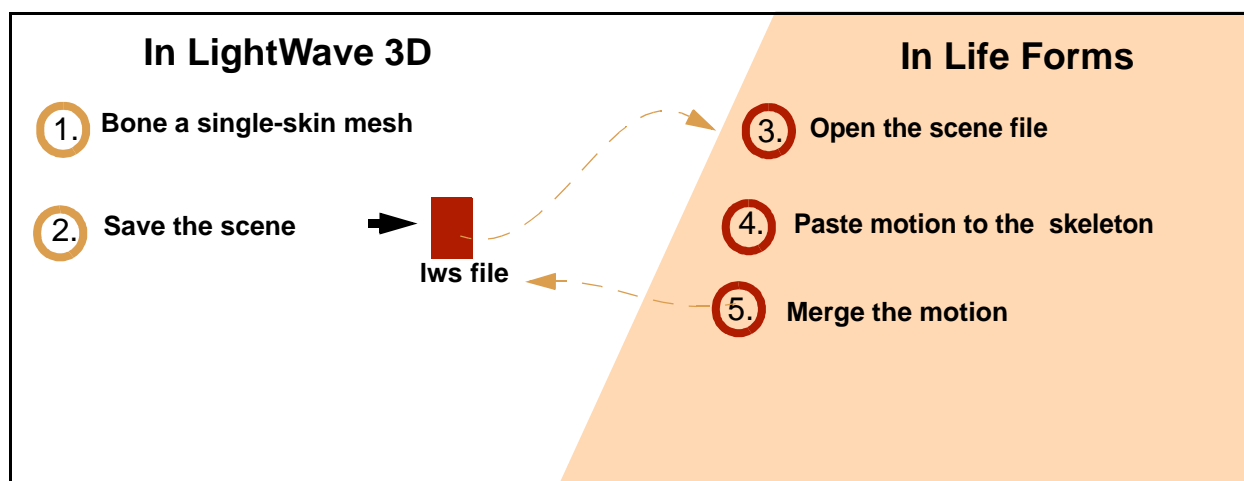 In LightWave 3D
1. Bone a single-skin mesh
2. Save the scene
lws file
In Life Forms
3. Open the scene file
4. Paste motion to the skeleton
5. Merge the motion